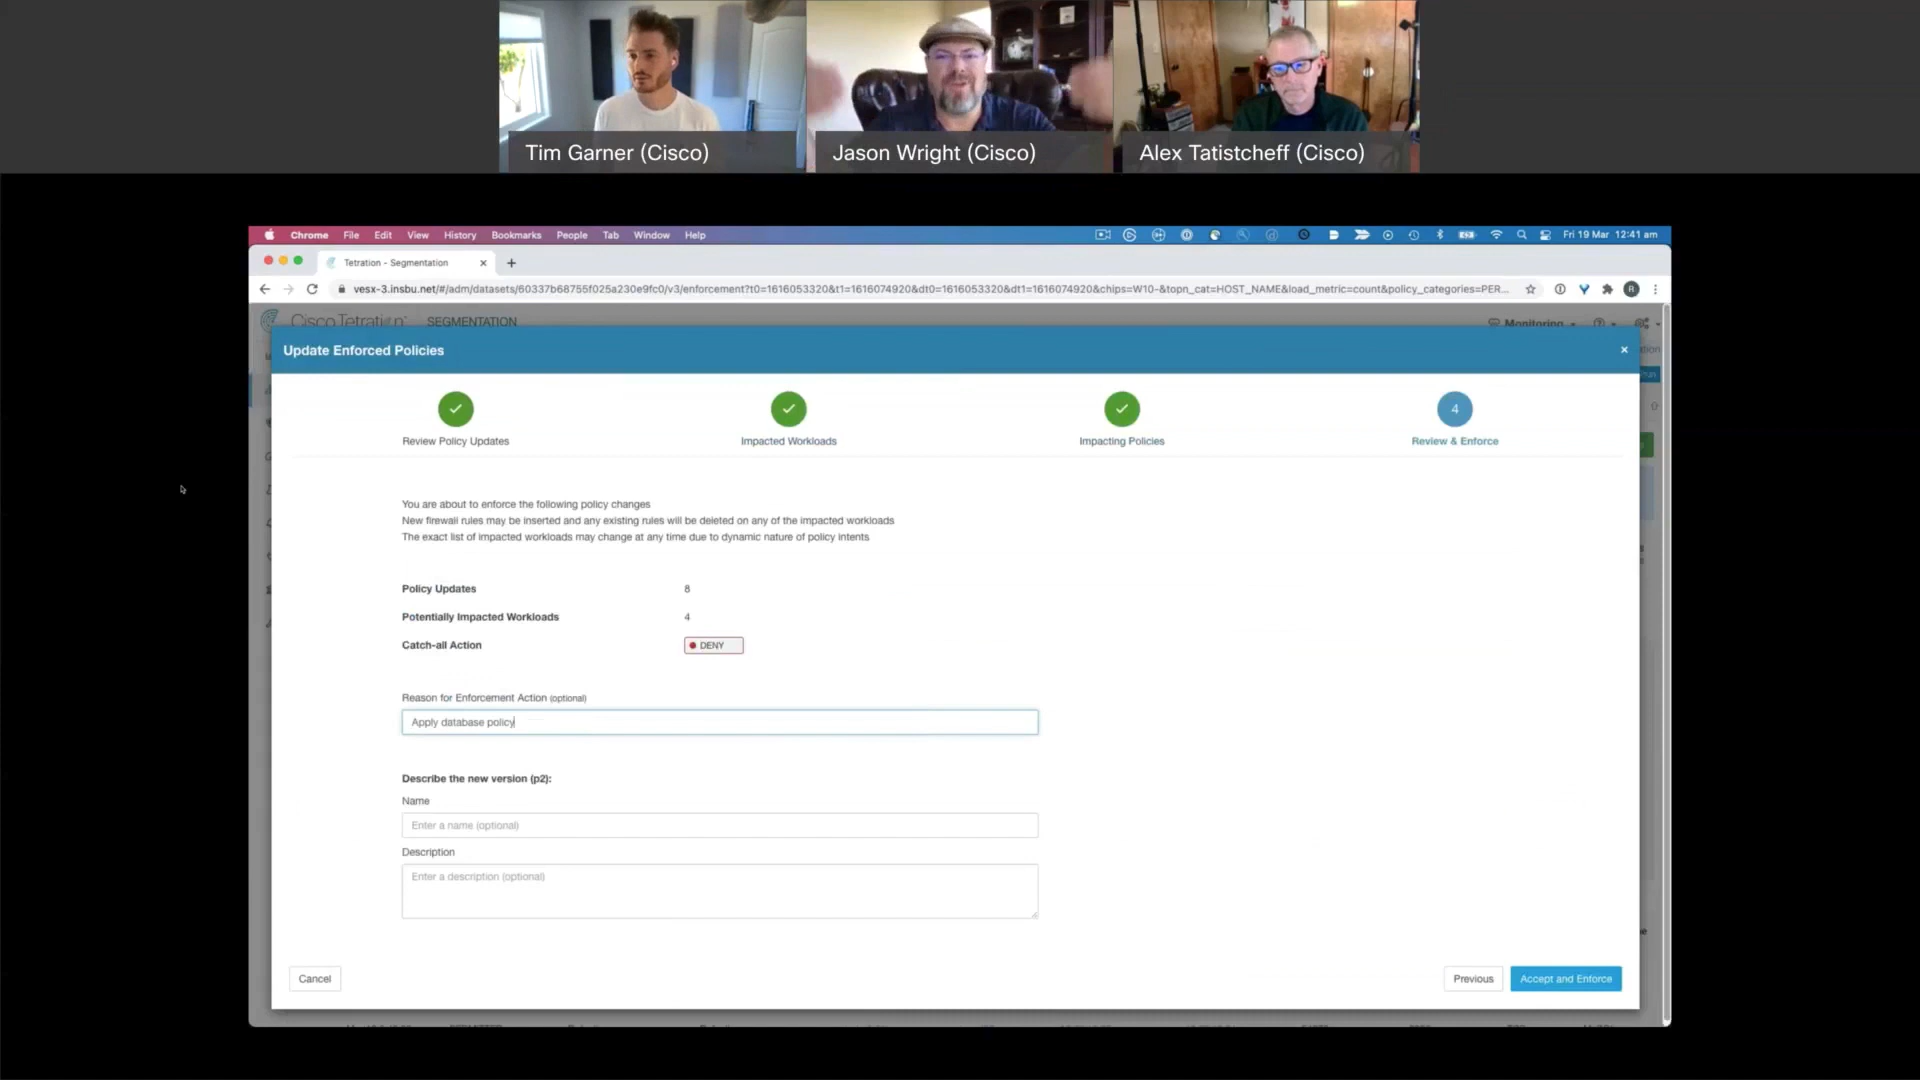 Tim Garner (Cisco)
Jason Wright (Cisco)
Alex Tatistcheff (Cisco)
Chrome File Edit View History Bookmarks People Tab Window Help
Fri 19 Mar 12:41 am
Tetration - Segmentation
vesx-3.insbu.net/#/adm/datasets/60337b68755f025a230e9fc0/v3/enforcement?t0=1616053320&t1=1616074920&dt0=1616053320&dt1=1616074920&chips=W10-&topn_cat=HOST_NAME&load_metric=count&policy_categories=PER...
R
Cisco Tetration SEGMENTATION
Monitoring
Update Enforced Policies
4
Review Policy Updates
Impacted Workloads
Impacting Policies
Review & Enforce
You are about to enforce the following policy changes
New firewall rules may be inserted and any existing rules will be deleted on any of the impacted workloads
The exact list of impacted workloads may change at any time due to dynamic nature of policy intents
Policy Updates 8
Potentially Impacted Workloads 4
Catch-all Action DENY
Reason for Enforcement Action (optional)
Apply database policy
Describe the new version (p2):
Name
Enter a name (optional)
Description
Enter a description (optional)
Cancel
Previous
Accept and Enforce